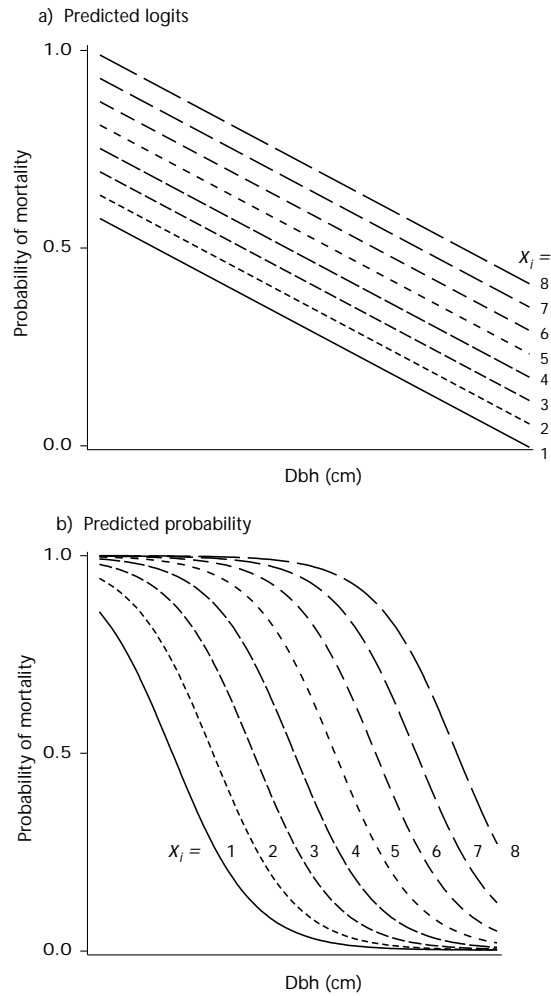 a) Predicted logits
1.0
Probability of mortality
0.5
Xi =
8
7
6
5
4
3
2
1
0.0
Dbh (cm)
b) Predicted probability
1.0
Probability of mortality
0.5
Xi = 1 2 3 4 5 6 7 8
0.0
Dbh (cm)